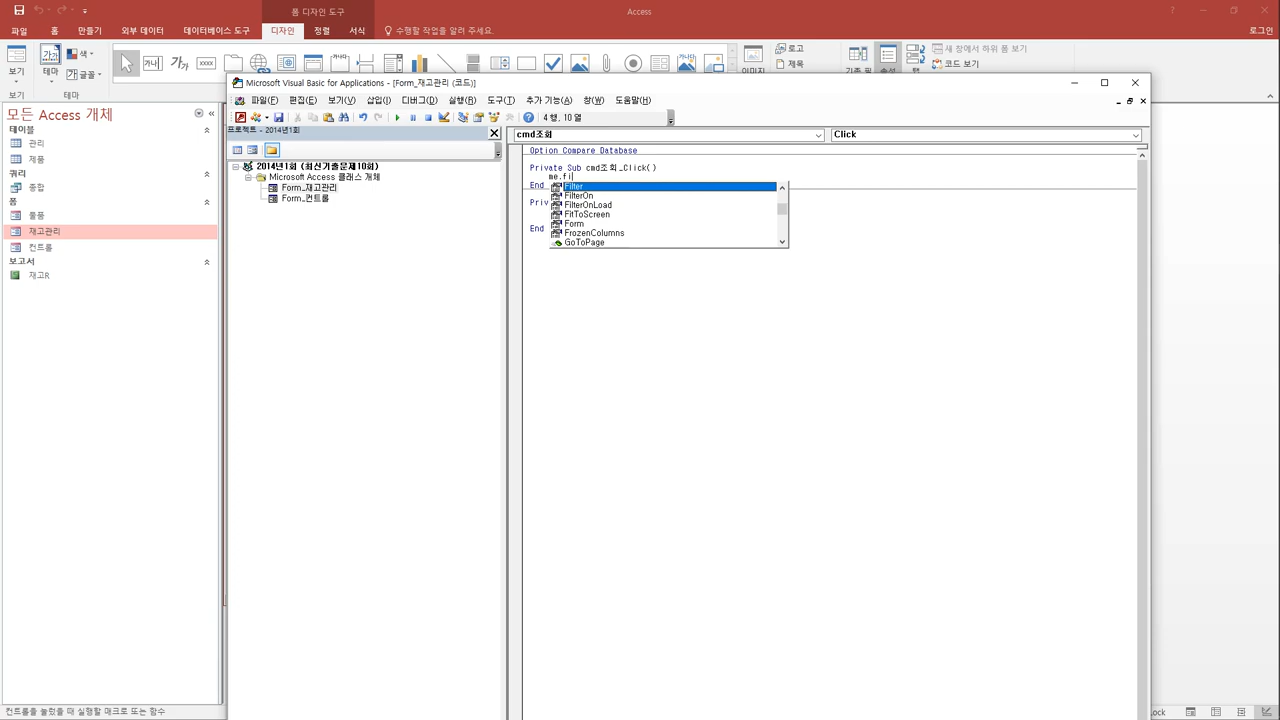 폼 디자인 도구
Access
파일
홈
만들기
외부 데이터
데이터베이스 도구
디자인
정렬
서식
수행할 작업을 알려 주세요.
로그인
보기
테마
색
글꼴
가나다
xxxx
로고
제목
새 창에서 하위 폼 보기
코드 보기
보기
테마
Microsoft Visual Basic for Applications - [Form_재고관리 (코드)]
파일(F)
편집(E)
보기(V)
삽입(I)
디버그(D)
실행(R)
도구(T)
추가 기능(A)
창(W)
도움말(H)
4 행, 10 열
모든 Access 개체
테이블
관리
제품
쿼리
종합
폼
물품
재고관리
컨트롤
보고서
재고R
프로젝트 - 2014년1회
2014년1회 (최신기출문제10회)
Microsoft Access 클래스 개체
Form_재고관리
Form_컨트롤
cmd조회
Click
Option Compare Database
Private Sub cmd조회_Click()
me.fi
End
Priv
End
Filter
FilterOn
FilterOnLoad
FitToScreen
Form
FrozenColumns
GoToPage
컨트롤을 눌렀을 때 실행할 매크로 또는 함수
ock